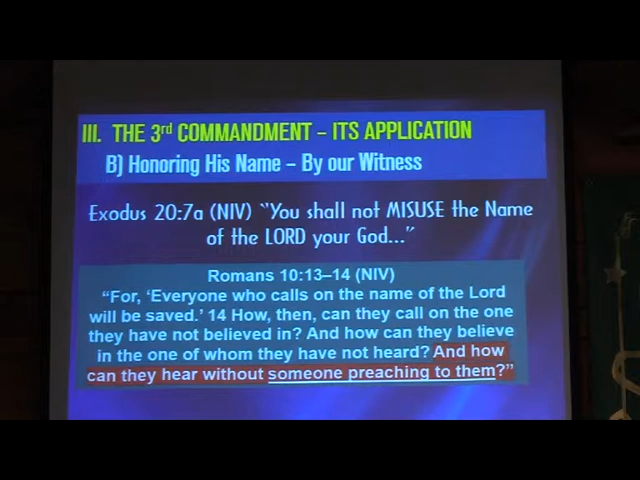 III. THE 3rd COMMANDMENT – ITS APPLICATION
B) Honoring His Name – By our Witness
Exodus 20:7a (NIV) "You shall not MISUSE the Name
of the LORD your God..."
Romans 10:13–14 (NIV)
"For, 'Everyone who calls on the name of the Lord
will be saved.' 14 How, then, can they call on the one
they have not believed in? And how can they believe
in the one of whom they have not heard? And how
can they hear without someone preaching to them?"